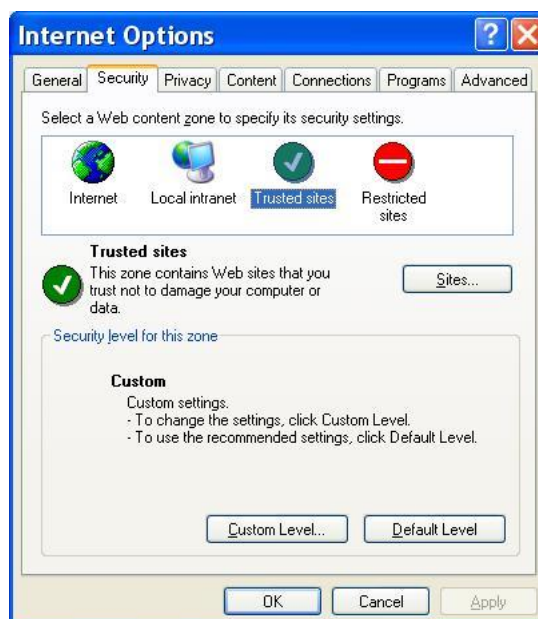 Internet Options
?
General Security Privacy Content Connections Programs Advanced
Select a Web content zone to specify its security settings.
Internet Local intranet Trusted sites Restricted
sites
Trusted sites
This zone contains Web sites that you
trust not to damage your computer or
data.
Sites...
Security level for this zone
Custom
Custom settings.
- To change the settings, click Custom Level.
- To use the recommended settings, click Default Level.
Custom Level... Default Level
OK Cancel Apply